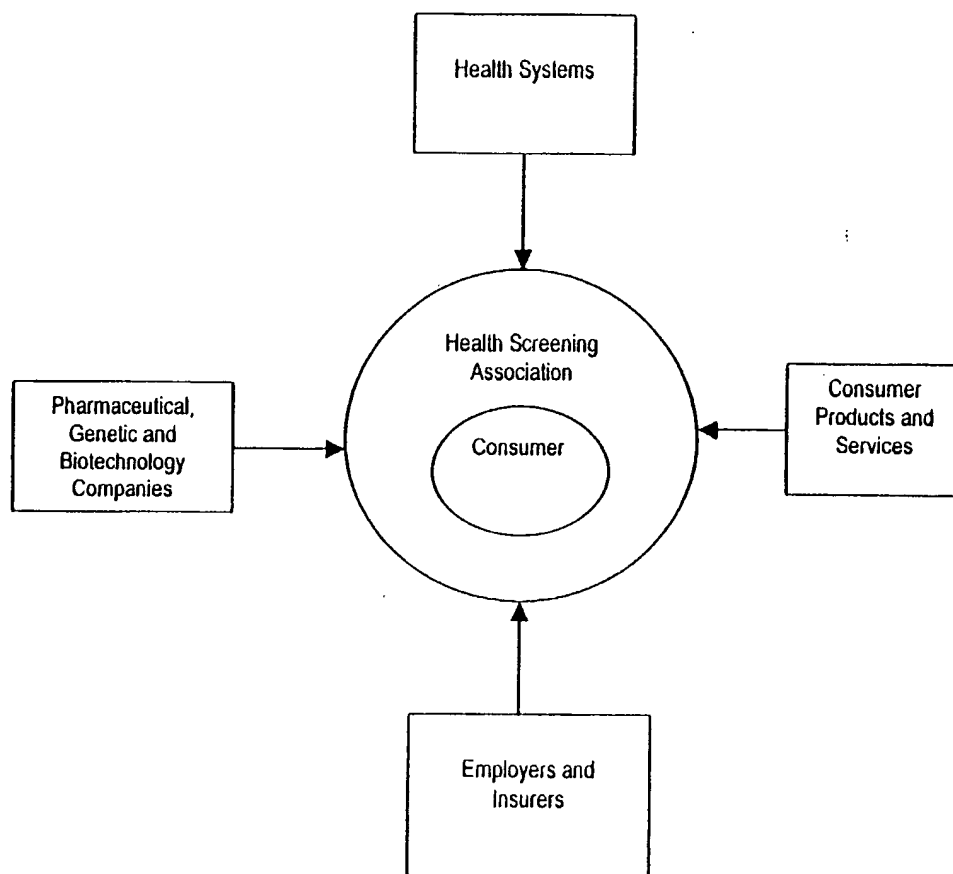 Health Systems
Health Screening
Association
Consumer
Pharmaceutical,
Genetic and
Biotechnology
Companies
Consumer
Products and
Services
Employers and
Insurers